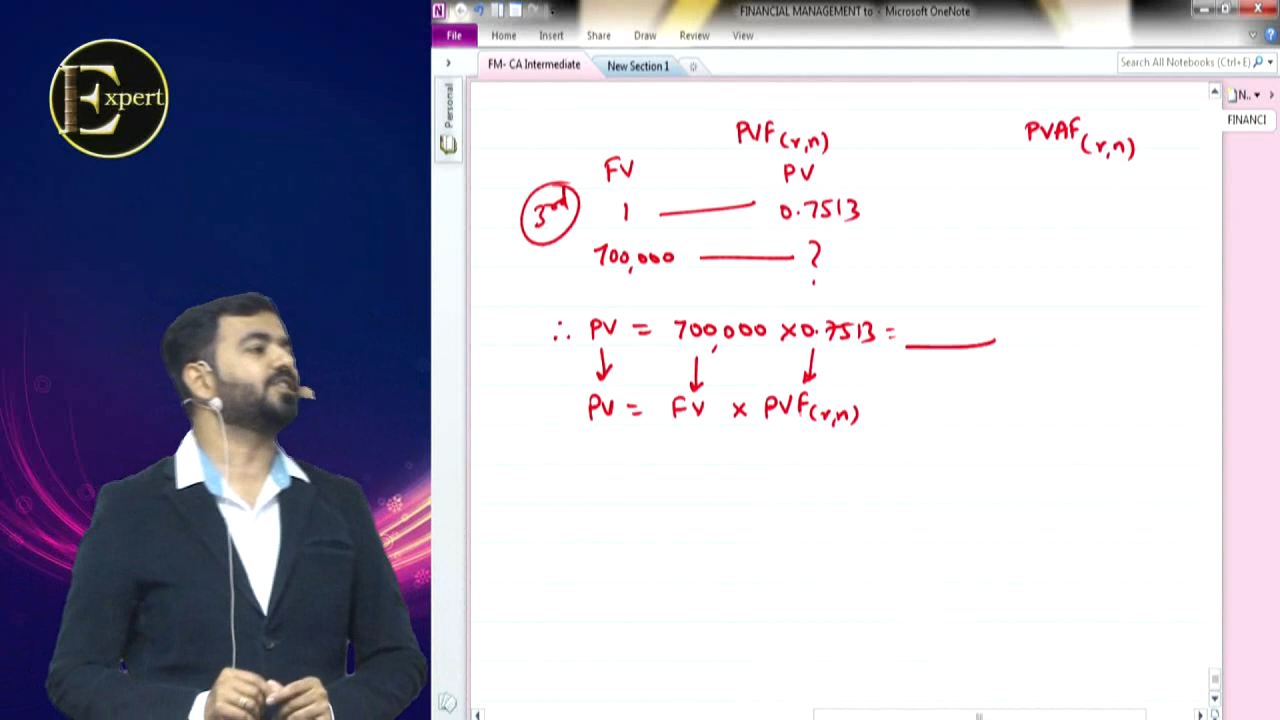 Expert
FINANCIAL MANAGEMENT to - Microsoft OneNote
File Home Insert Share Draw Review View
FM- CA Intermediate New Section 1
Search All Notebooks (Ctrl+E)
Personal
N..
FINANCI
PVF(r,n) PVAF(r,n)
FV PV
3rd 1 0.7513
700,000 ?
∴ PV = 700,000 × 0.7513 =
PV = FV × PVF(r,n)